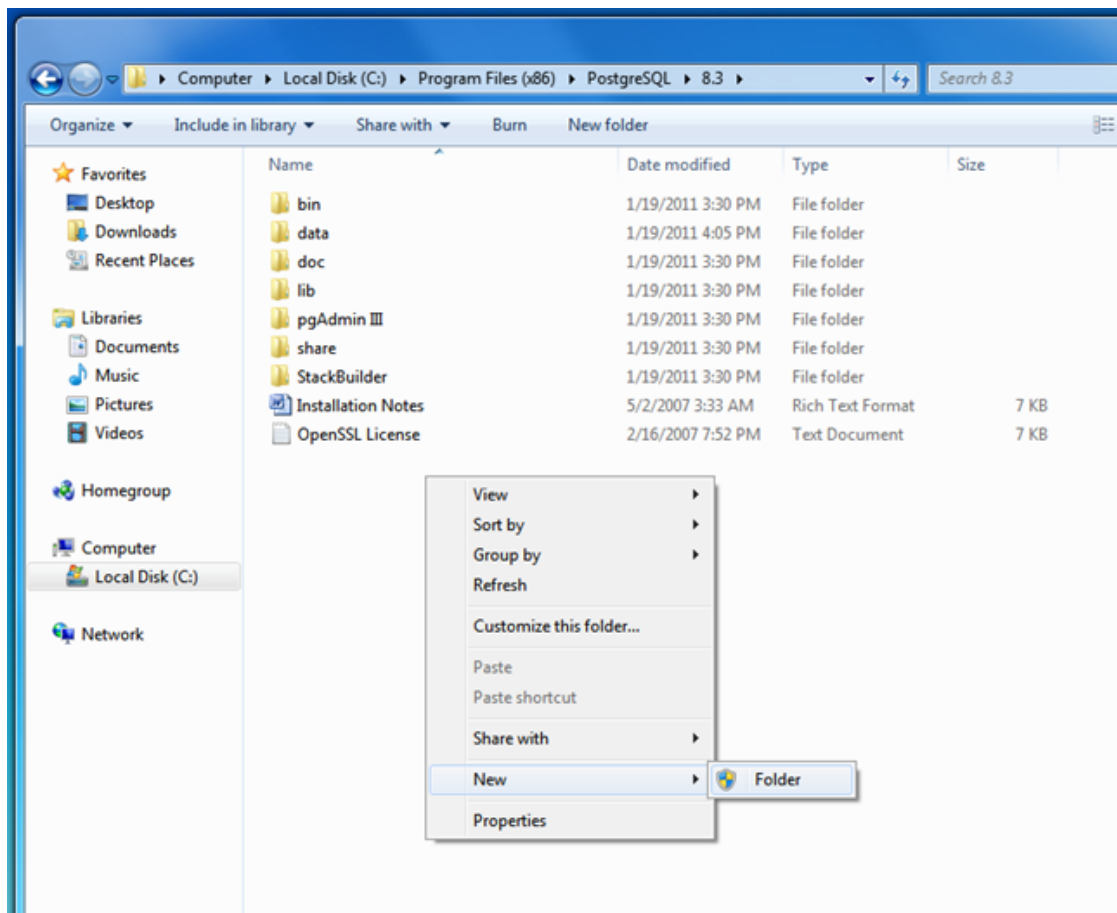 Computer Local Disk (C:) Program Files (x86) PostgreSQL 8.3 Search 8.3
Organize Include in library Share with Burn New folder
Name Date modified Type Size
Favorites
Desktop
Downloads
Recent Places
Libraries
Documents
Music
Pictures
Videos
Homegroup
Computer
Local Disk (C:)
Network
bin 1/19/2011 3:30 PM File folder
data 1/19/2011 4:05 PM File folder
doc 1/19/2011 3:30 PM File folder
lib 1/19/2011 3:30 PM File folder
pgAdmin III 1/19/2011 3:30 PM File folder
share 1/19/2011 3:30 PM File folder
StackBuilder 1/19/2011 3:30 PM File folder
Installation Notes 5/2/2007 3:33 AM Rich Text Format 7 KB
OpenSSL License 2/16/2007 7:52 PM Text Document 7 KB
View
Sort by
Group by
Refresh
Customize this folder...
Paste
Paste shortcut
Share with
New
Folder
Properties